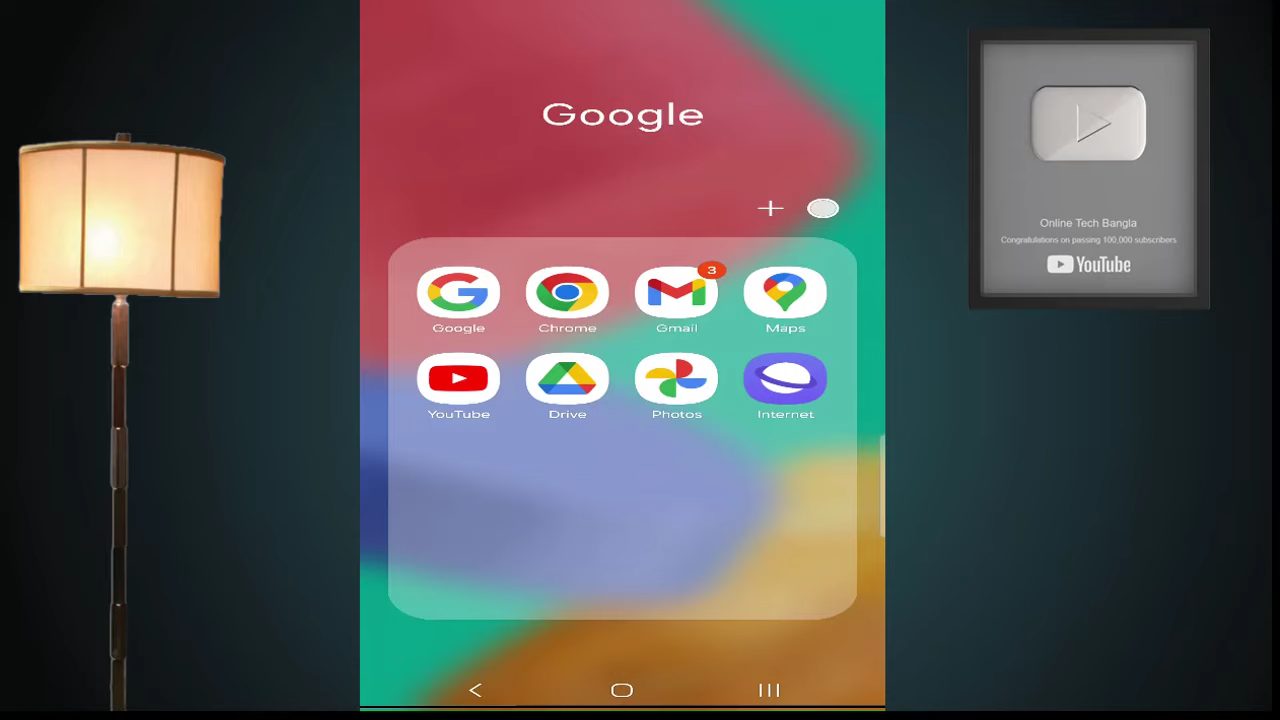 Google
3
Google
Chrome
Gmail
Maps
YouTube
Drive
Photos
Internet
Online Tech Bangla
Congratulations on passing 100,000 subscribers
YouTube